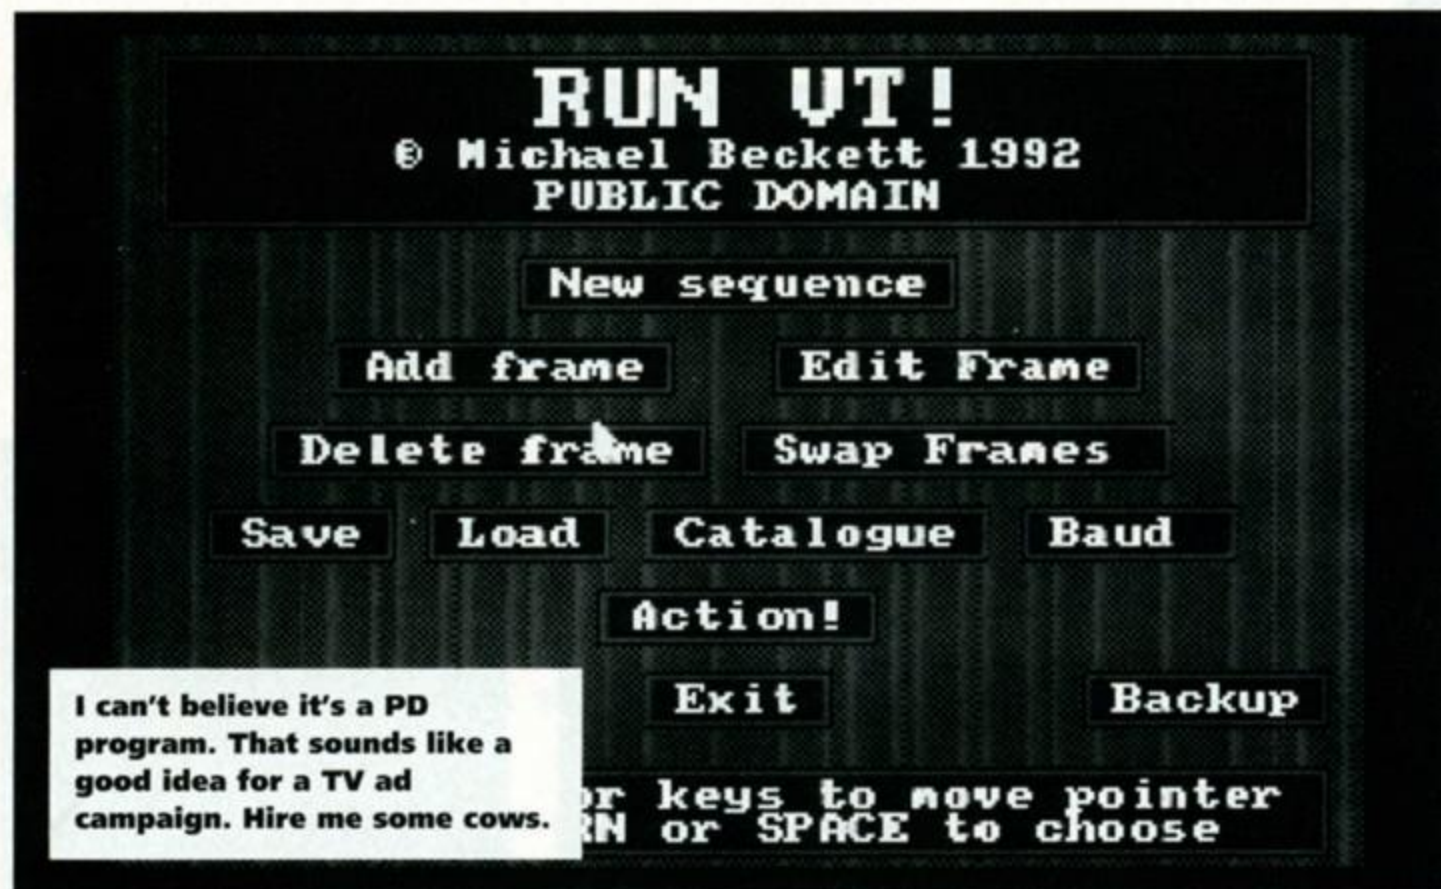 RUN VT!
© Michael Beckett 1992
PUBLIC DOMAIN
New sequence
Add frame Edit Frame
Delete frame Swap Frames
Save Load Catalogue Baud
Action!
Exit Backup
I can't believe it's a PD
program. That sounds like a
good idea for a TV ad
campaign. Hire me some cows.
keys to move pointer
or SPACE to choose